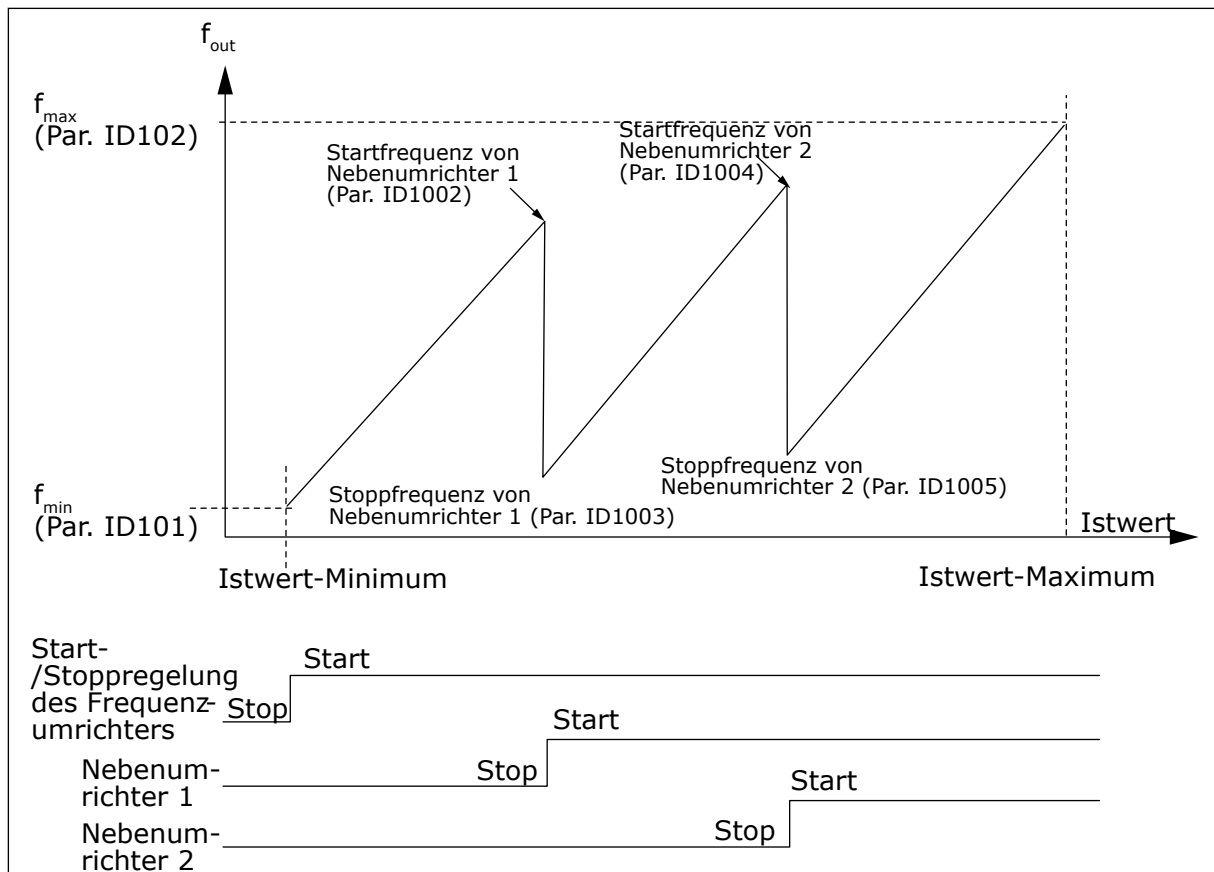 f out
f max
(Par. ID102)
Startfrequenz von
Nebenumrichter 1
(Par. ID1002)
Startfrequenz von
Nebenumrichter 2
(Par. ID1004)
f min
(Par. ID101)
Stoppfrequenz von
Nebenumrichter 1 (Par. ID1003)
Stoppfrequenz von
Nebenumrichter 2 (Par. ID1005)
Istwert
Istwert-Minimum
Istwert-Maximum
Start-
/Stoppregelung
des Frequenz-
umrichters
Stop
Start
Nebenum-
richter 1
Stop
Start
Nebenum-
richter 2
Stop
Start